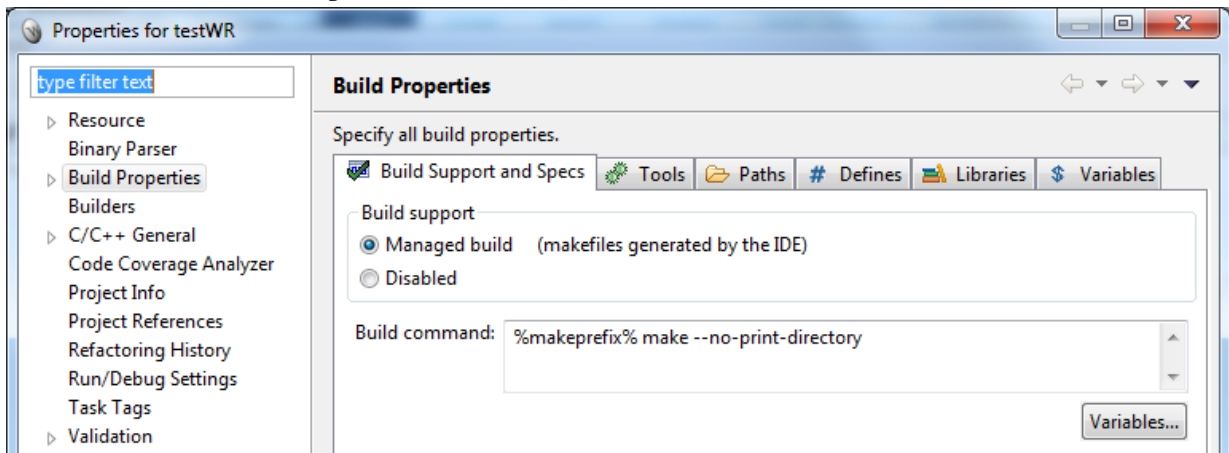 Properties for testWR
type filter text
Resource
Binary Parser
Build Properties
Builders
C/C++ General
Code Coverage Analyzer
Project Info
Project References
Refactoring History
Run/Debug Settings
Task Tags
Validation
Build Properties
Specify all build properties.
Build Support and Specs Tools Paths # Defines Libraries $ Variables
Build support
Managed build (makefiles generated by the IDE)
Disabled
Build command: %makeprefix% make --no-print-directory
Variables...